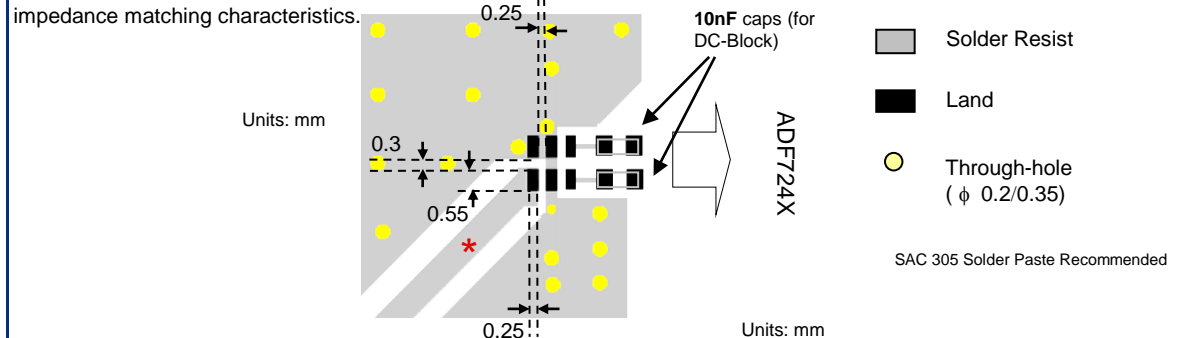 impedance matching characteristics.
0.25
10nF caps (for
DC-Block)
Units: mm
0.3
0.55
*
0.25
ADF724X
Units: mm
Solder Resist
Land
Through-hole
( ϕ 0.2/0.35)
SAC 305 Solder Paste Recommended